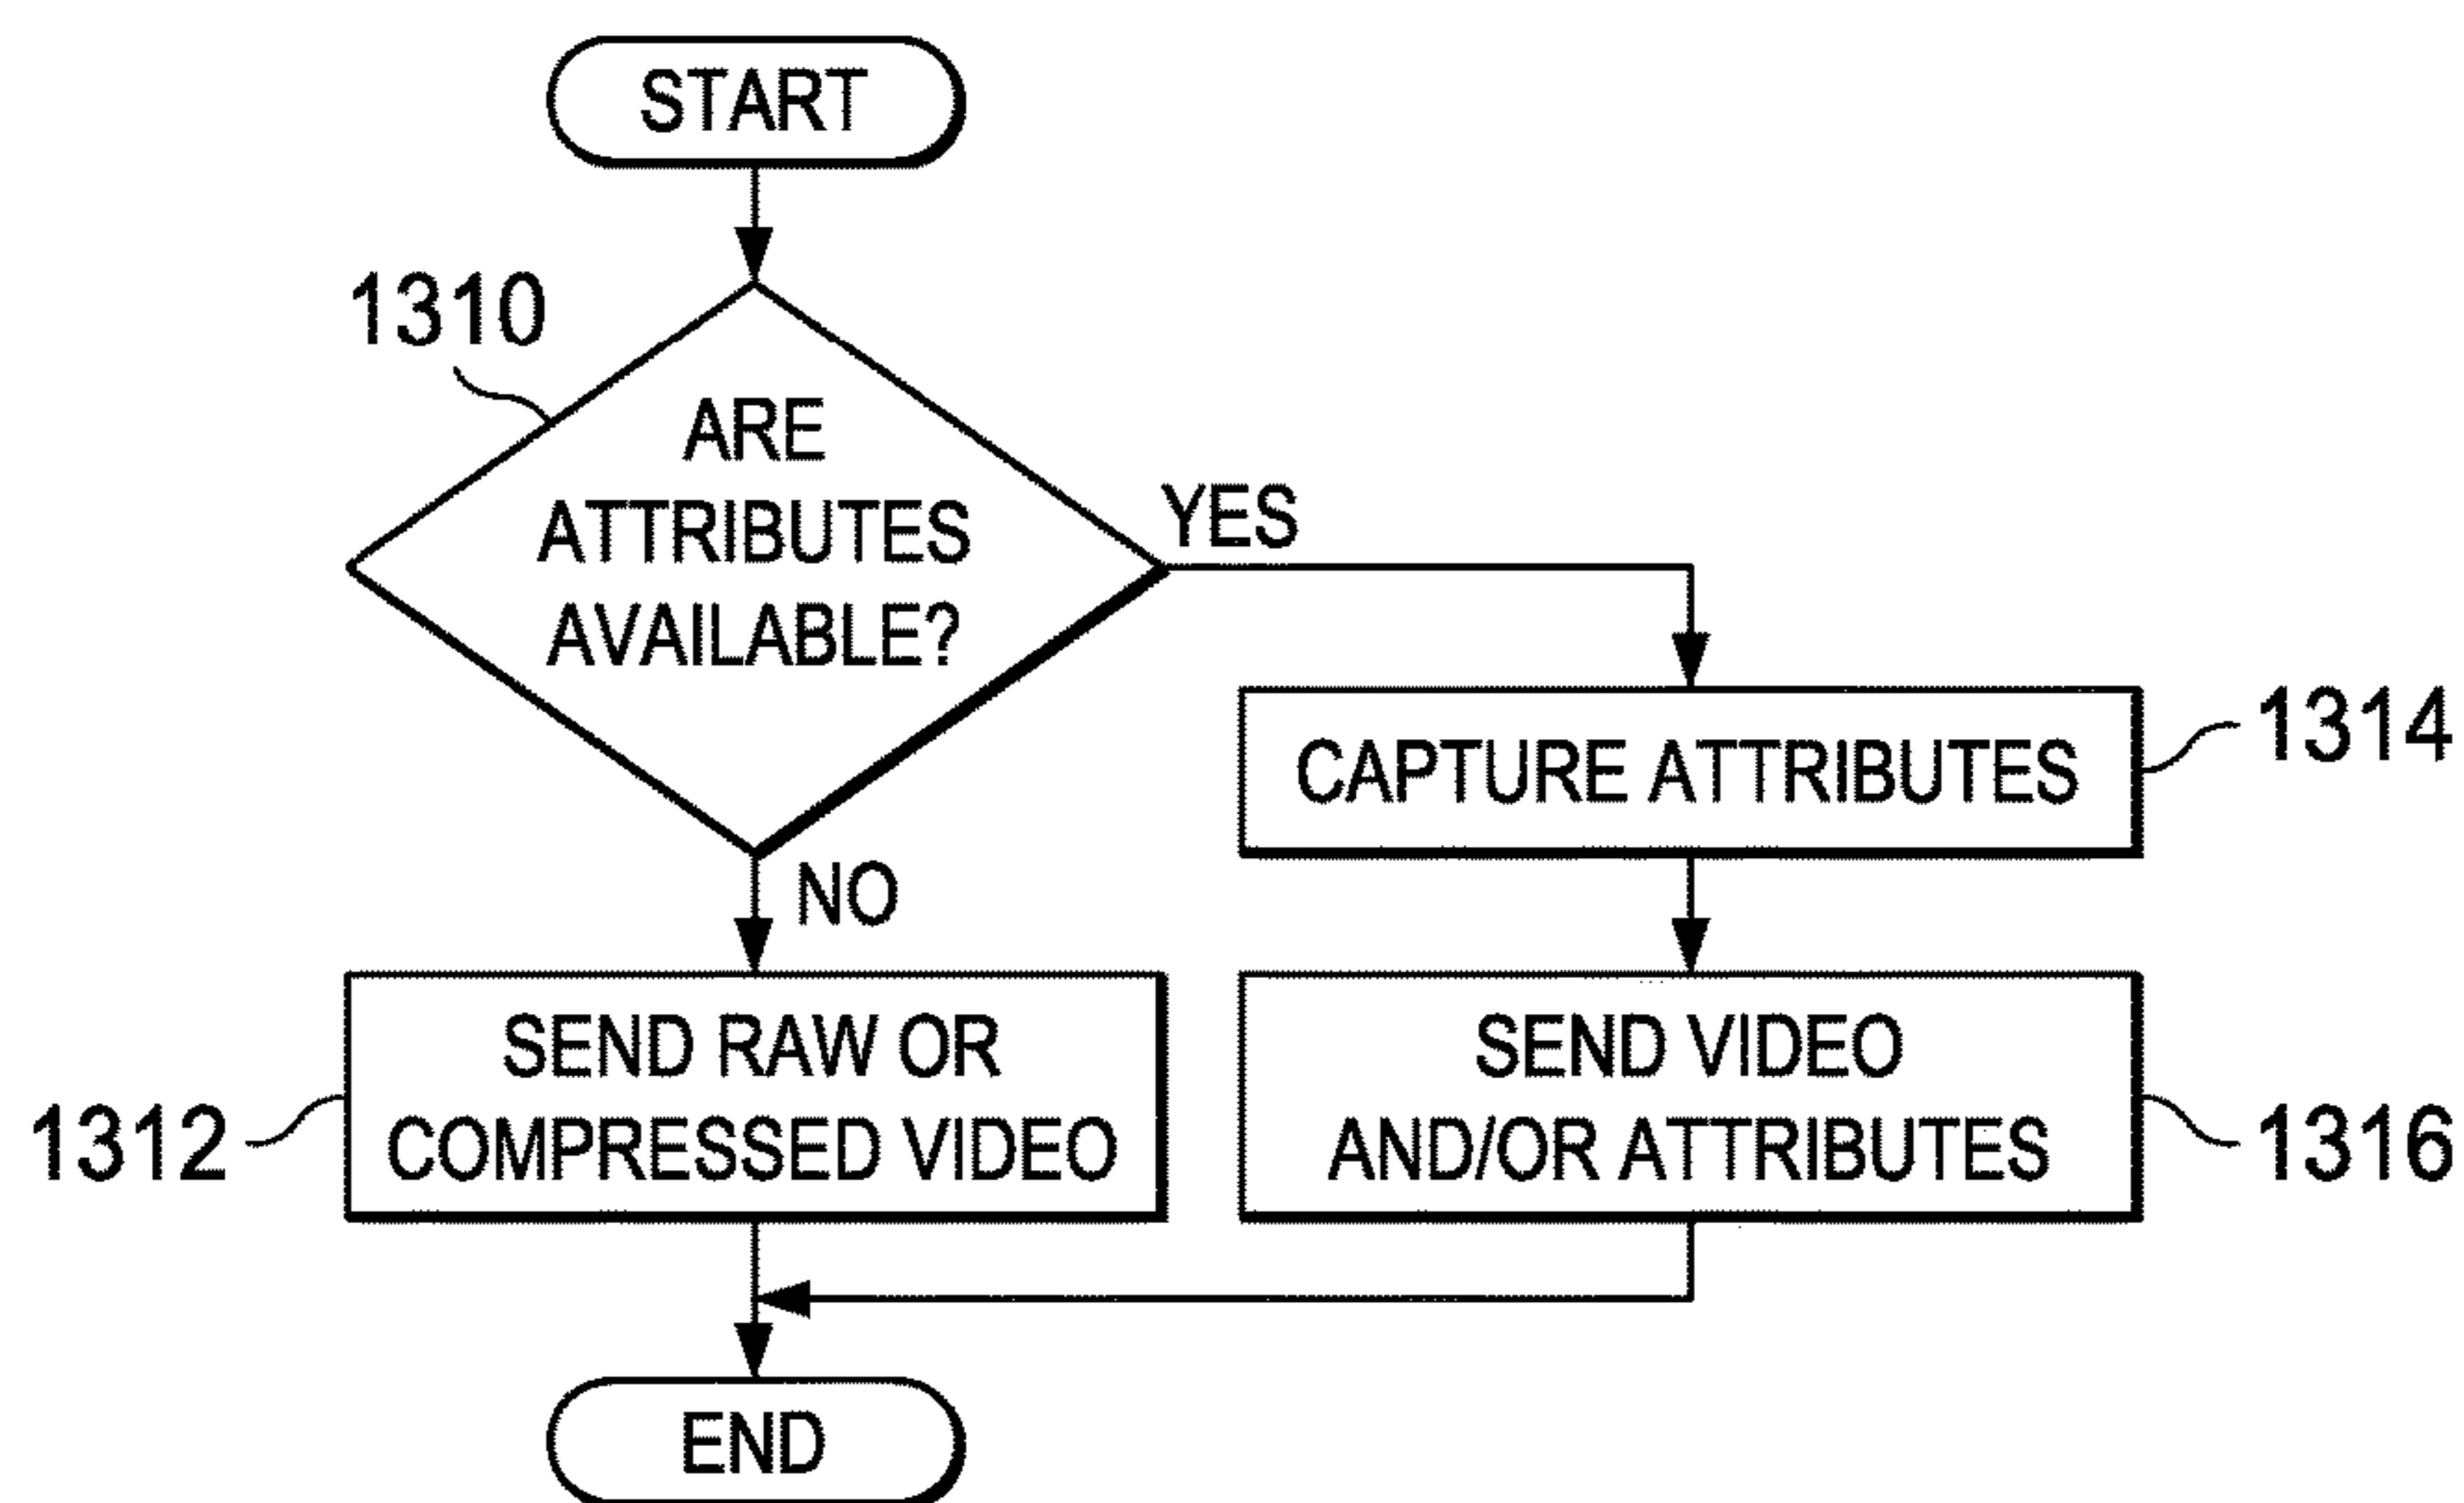 START
1310
ARE
ATTRIBUTES
AVAILABLE?
YES
NO
CAPTURE ATTRIBUTES
1314
SEND RAW OR
COMPRESSED VIDEO
1312
SEND VIDEO
AND/OR ATTRIBUTES
1316
END